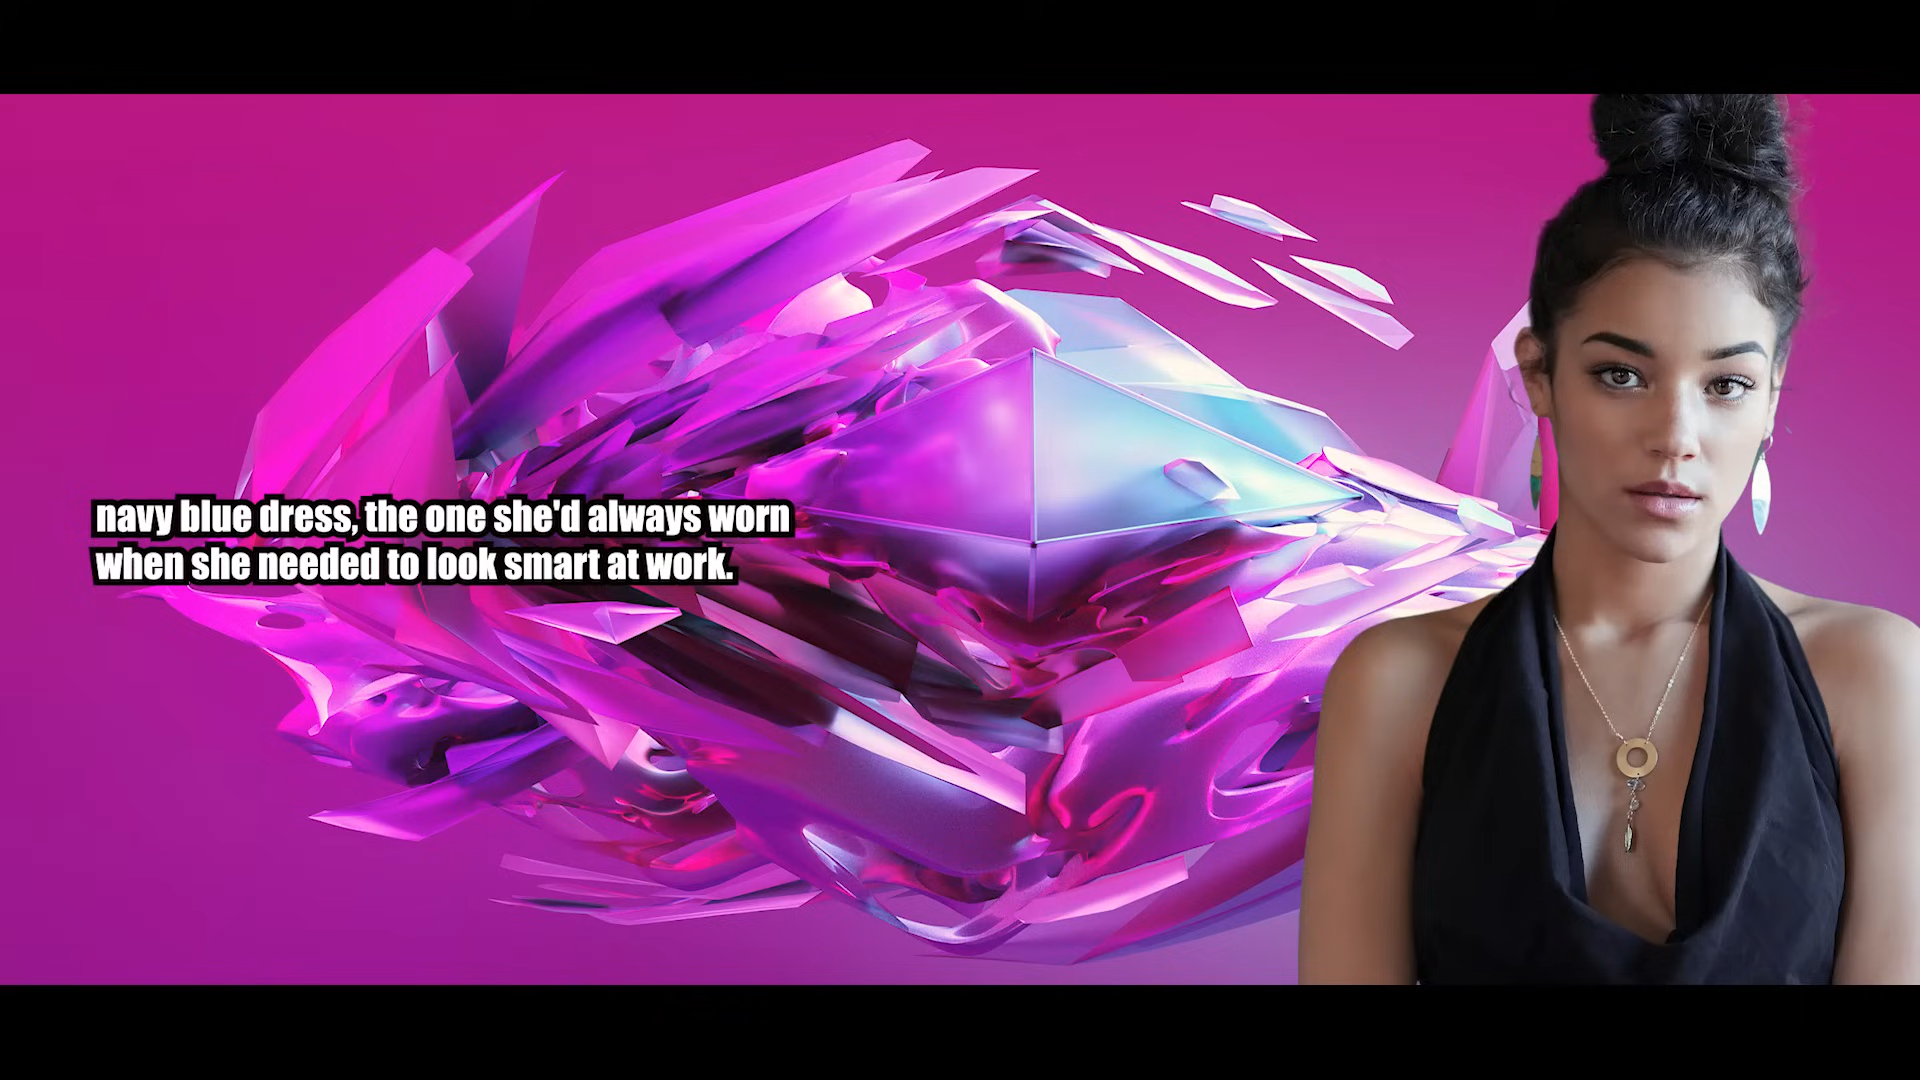 navy blue dress, the one she'd always worn
when she needed to look smart at work.